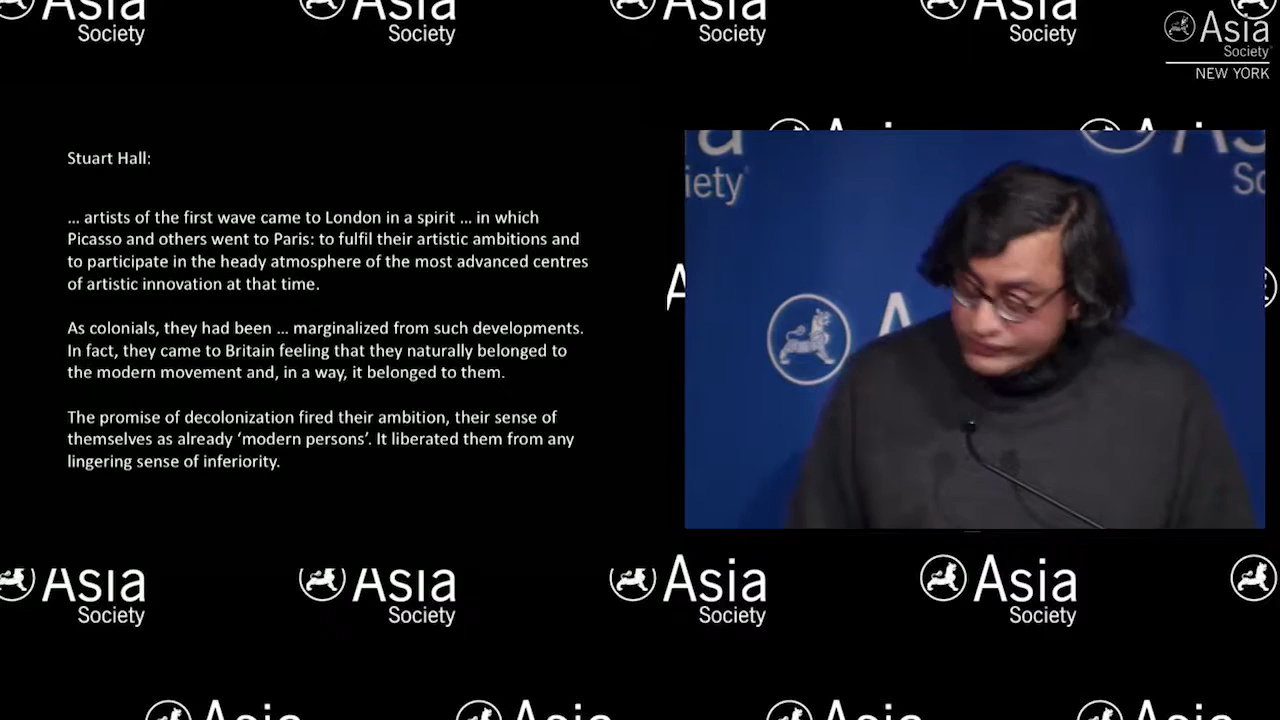 Asia
Society
Asia
Society
Asia
Society
Asia
Society
Asia
Society
NEW YORK
Stuart Hall:
... artists of the first wave came to London in a spirit ... in which
Picasso and others went to Paris: to fulfil their artistic ambitions and
to participate in the heady atmosphere of the most advanced centres
of artistic innovation at that time.
As colonials, they had been ... marginalized from such developments.
In fact, they came to Britain feeling that they naturally belonged to
the modern movement and, in a way, it belonged to them.
The promise of decolonization fired their ambition, their sense of
themselves as already ‘modern persons’. It liberated them from any
lingering sense of inferiority.
Asia
Society
Asia
Society
Asia
Society
Asia
Society
Asia
Asia
Asia
Asia